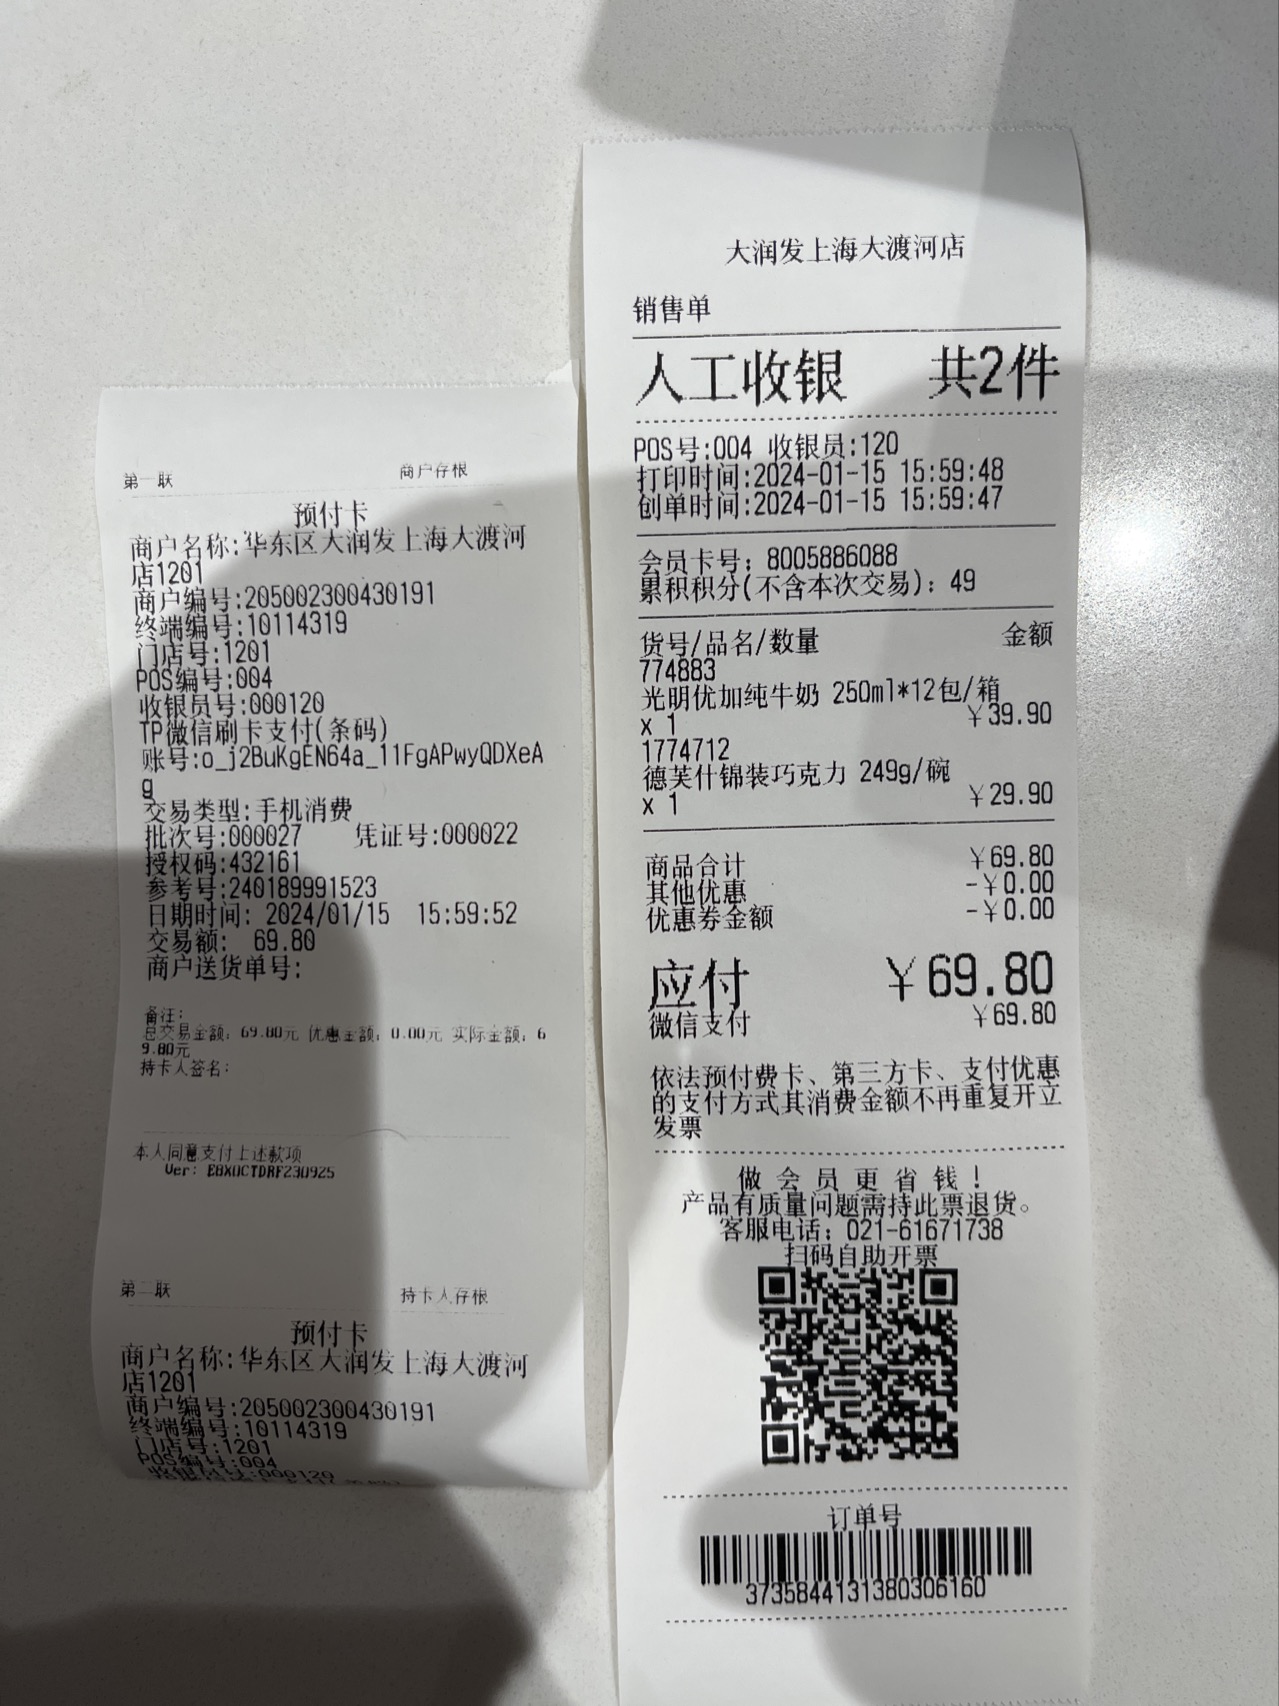 第一联 商户存根
预付卡
商户名称:华东区大润发上海大渡河
店1201
商户编号:205002300430191
终端编号:10114319
门店号:1201
POS编号:004
收银员号:000120
TP微信刷卡支付(条码)
账号:o_j2BuKgEN64a_11FgAPwyQDXeA
g
交易类型:手机消费
批次号:000027 凭证号:000022
授权码:432161
参考号:240189991523
日期时间: 2024/01/15 15:59:52
交易额: 69.80
商户送货单号:
备注:
总交易金额: 69.80元 优惠金额: 0.00元 实际金额: 6
9.80元
持卡人签名:
本人同意支付上述款项
Ver: E8XOCTDRF230925
第二联 持卡人存根
预付卡
商户名称:华东区大润发上海大渡河
店1201
商户编号:205002300430191
终端编号:10114319
门店号:1201
POS编号:004
收银员号:000120
大润发上海大渡河店
销售单
人工收银 共2件
POS号:004 收银员:120
打印时间:2024-01-15 15:59:48
创单时间:2024-01-15 15:59:47
会员卡号: 8005886088
累积积分(不含本次交易): 49
货号/品名/数量 金额
774883
光明优加纯牛奶 250ml*12包/箱
x 1 ￥39.90
1774712
德芙什锦装巧克力 249g/碗
x 1 ￥29.90
商品合计 ￥69.80
其他优惠 -￥0.00
优惠券金额 -￥0.00
应付 ￥69.80
微信支付 ￥69.80
依法预付费卡、第三方卡、支付优惠
的支付方式其消费金额不再重复开立
发票
做会员更省钱!
产品有质量问题需持此票退货。
客服电话: 021-61671738
扫码自助开票
订单号
3735844131380306160